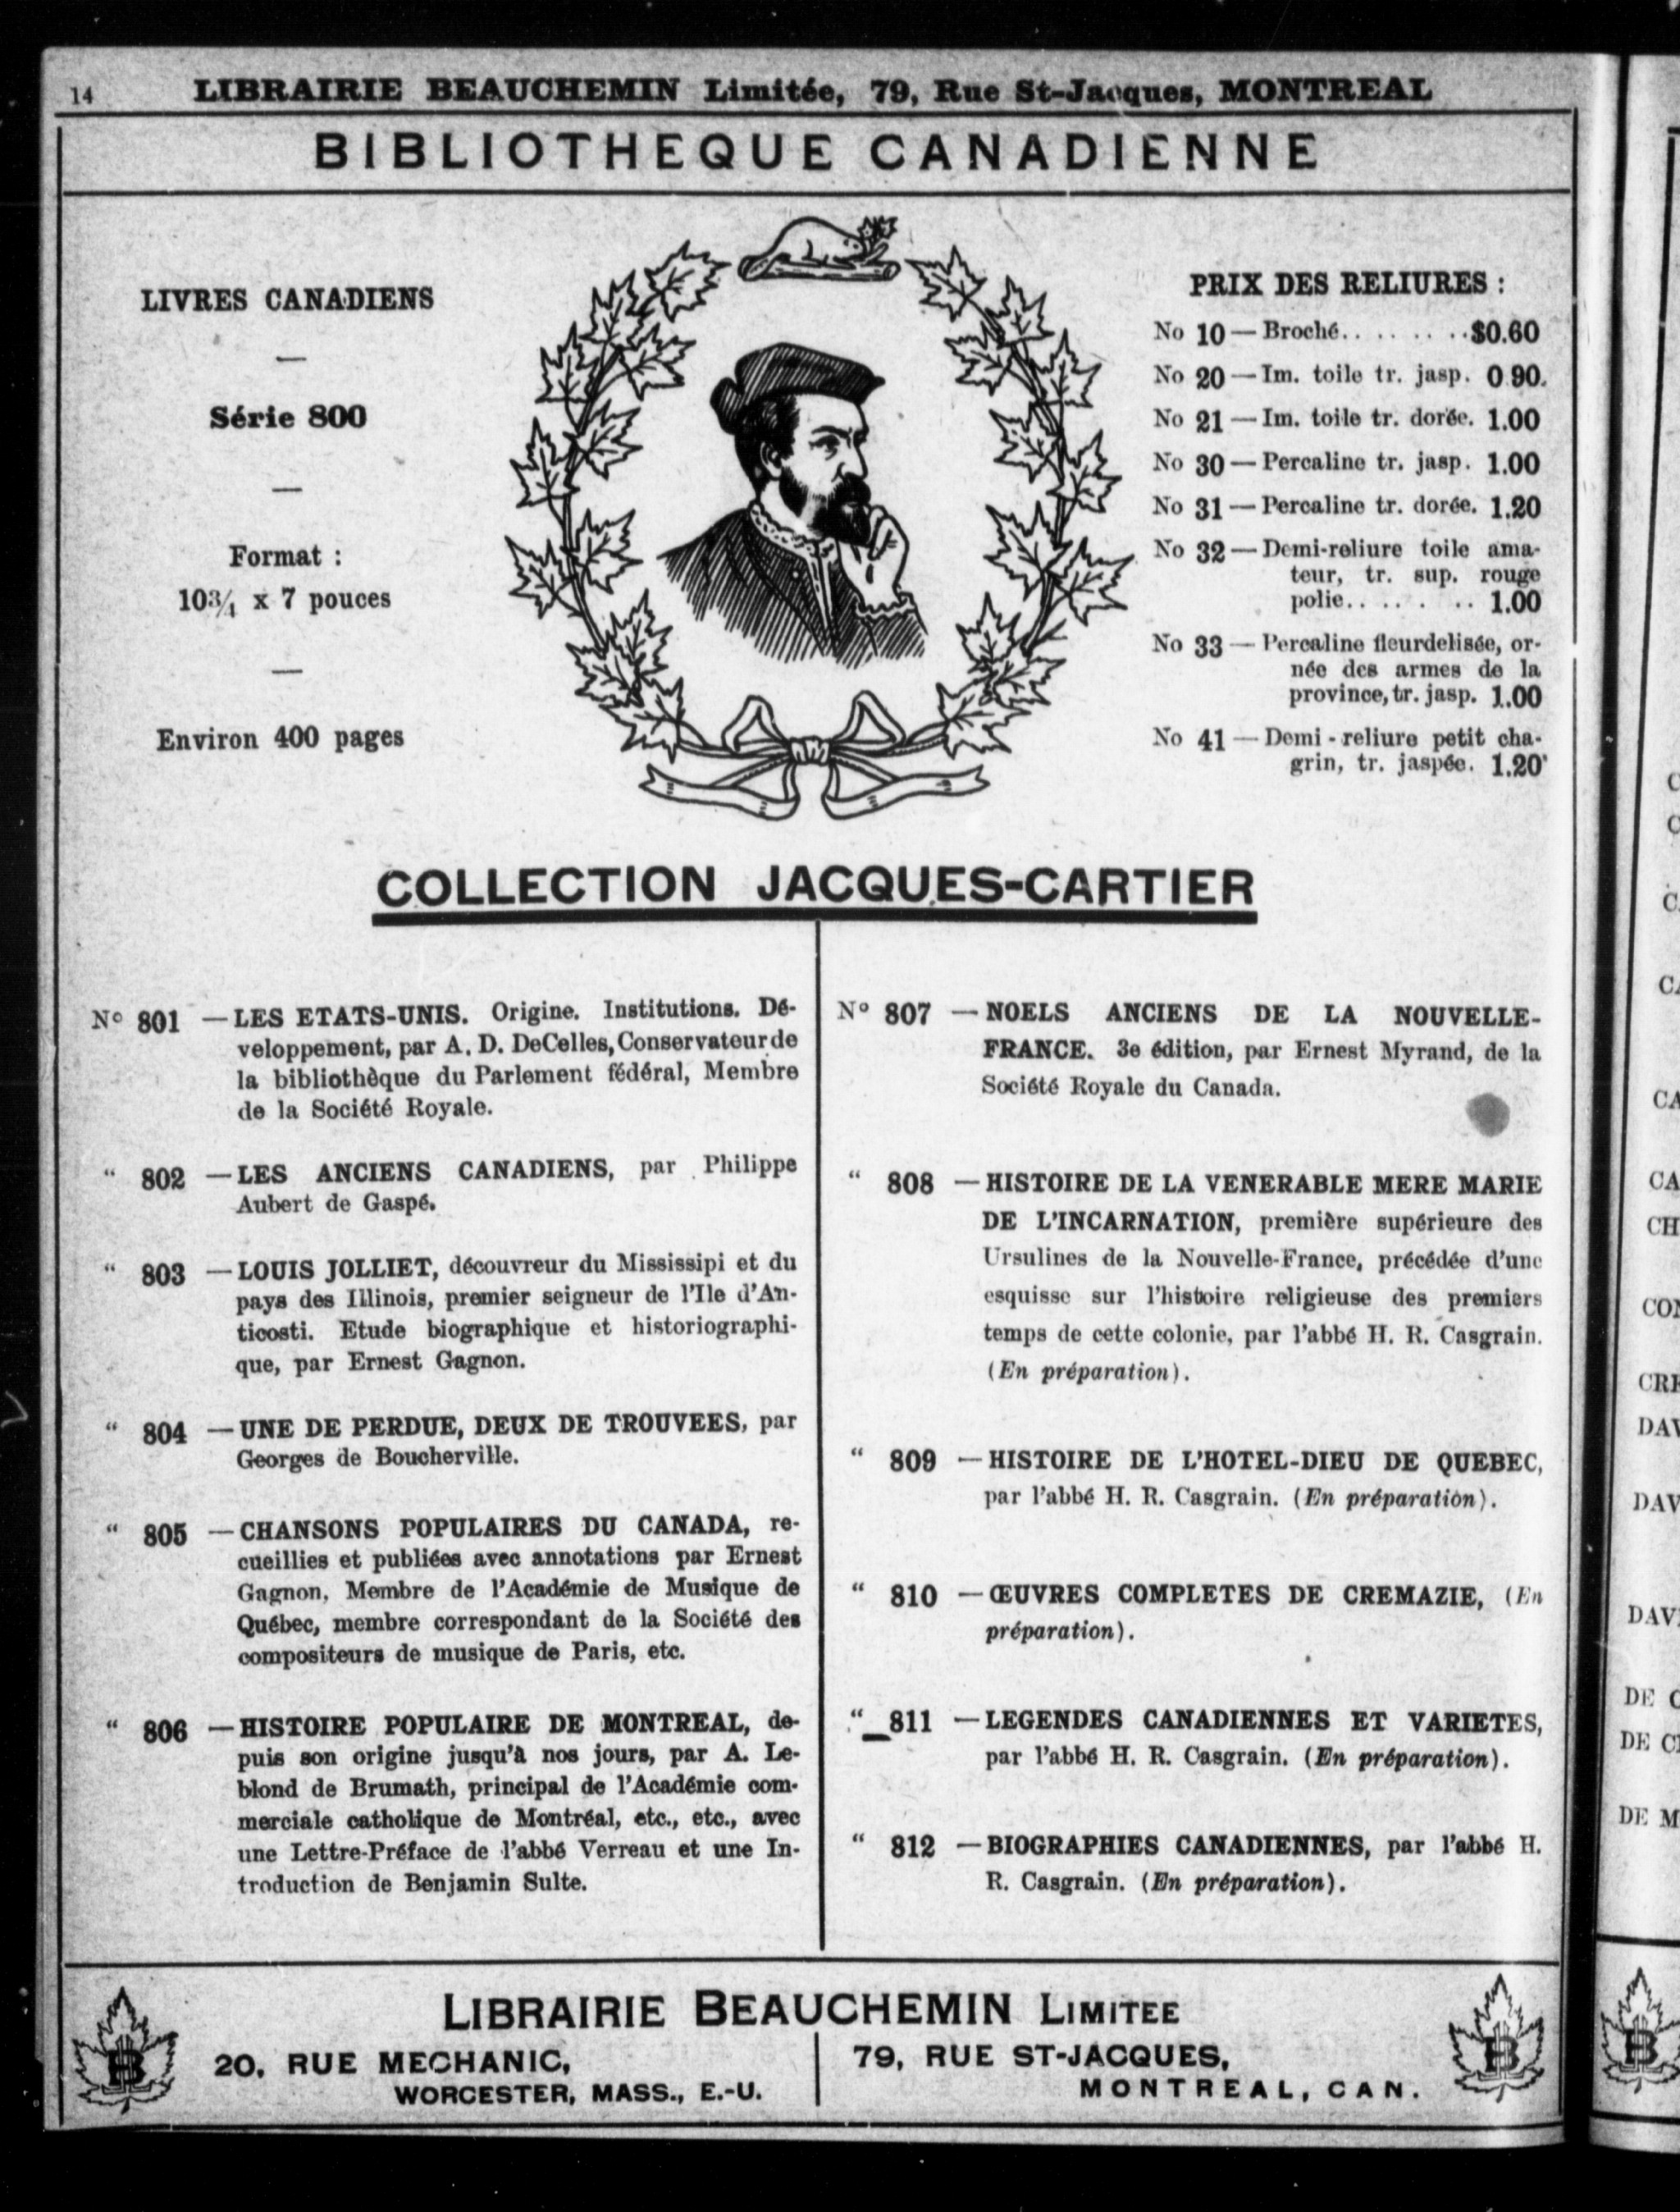 14 LIBRAIRIE BEAUCHEMIN Limitée, 79, Rue St-Jacques, MONTREAL
BIBLIOTHEQUE CANADIENNE
LIVRES CANADIENS
—
Série 800
—
Format :
10¾ x 7 pouces
—
Environ 400 pages
PRIX DES RELIURES :
No 10 — Broché.. . . . . . . $0.60
No 20 — Im. toile tr. jasp. 0 90.
No 21 — Im. toile tr. dorée. 1.00
No 30 — Percaline tr. jasp. 1.00
No 31 — Percaline tr. dorée. 1.20
No 32 — Demi-reliure toile ama-
teur, tr. sup. rouge
polie.. . . . . . . 1.00
No 33 — Percaline fleurdelisée, or-
née des armes de la
province, tr. jasp. 1.00
No 41 — Demi-reliure petit cha-
grin, tr. jaspée. 1.20
COLLECTION JACQUES-CARTIER
N° 801 — LES ETATS-UNIS. Origine. Institutions. Dé-
veloppement, par A. D. DeCelles, Conservateur de
la bibliothèque du Parlement fédéral, Membre
de la Société Royale.
“ 802 — LES ANCIENS CANADIENS, par Philippe
Aubert de Gaspé.
“ 803 — LOUIS JOLLIET, découvreur du Mississipi et du
pays des Illinois, premier seigneur de l'Ile d'An-
ticosti. Etude biographique et historiographi-
que, par Ernest Gagnon.
“ 804 — UNE DE PERDUE, DEUX DE TROUVEES, par
Georges de Boucherville.
“ 805 — CHANSONS POPULAIRES DU CANADA, re-
cueillies et publiées avec annotations par Ernest
Gagnon, Membre de l'Académie de Musique de
Québec, membre correspondant de la Société des
compositeurs de musique de Paris, etc.
“ 806 — HISTOIRE POPULAIRE DE MONTREAL, de-
puis son origine jusqu'à nos jours, par A. Le-
blond de Brumath, principal de l'Académie com-
merciale catholique de Montréal, etc., etc., avec
une Lettre-Préface de l'abbé Verreau et une In-
troduction de Benjamin Sulte.
N° 807 — NOELS ANCIENS DE LA NOUVELLE-
FRANCE. 3e édition, par Ernest Myrand, de la
Société Royale du Canada.
“ 808 — HISTOIRE DE LA VENERABLE MERE MARIE
DE L'INCARNATION, première supérieure des
Ursulines de la Nouvelle-France, précédée d'une
esquisse sur l'histoire religieuse des premiers
temps de cette colonie, par l'abbé H. R. Casgrain.
(En préparation).
“ 809 — HISTOIRE DE L'HOTEL-DIEU DE QUEBEC,
par l'abbé H. R. Casgrain. (En préparation).
“ 810 — ŒUVRES COMPLETES DE CREMAZIE, (En
préparation).
“ 811 — LEGENDES CANADIENNES ET VARIETES,
par l'abbé H. R. Casgrain. (En préparation).
“ 812 — BIOGRAPHIES CANADIENNES, par l'abbé H.
R. Casgrain. (En préparation).
LIBRAIRIE BEAUCHEMIN LIMITEE
20, RUE MECHANIC,
WORCESTER, MASS., E.-U.
79, RUE ST-JACQUES,
MONTREAL, CAN.